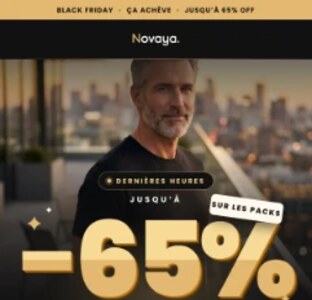 BLACK FRIDAY · ÇA ACHÈVE · JUSQU'À 65% OFF
Novaya.
DERNIÈRES HEURES
JUSQU'À
SUR LES PACKS
-65%